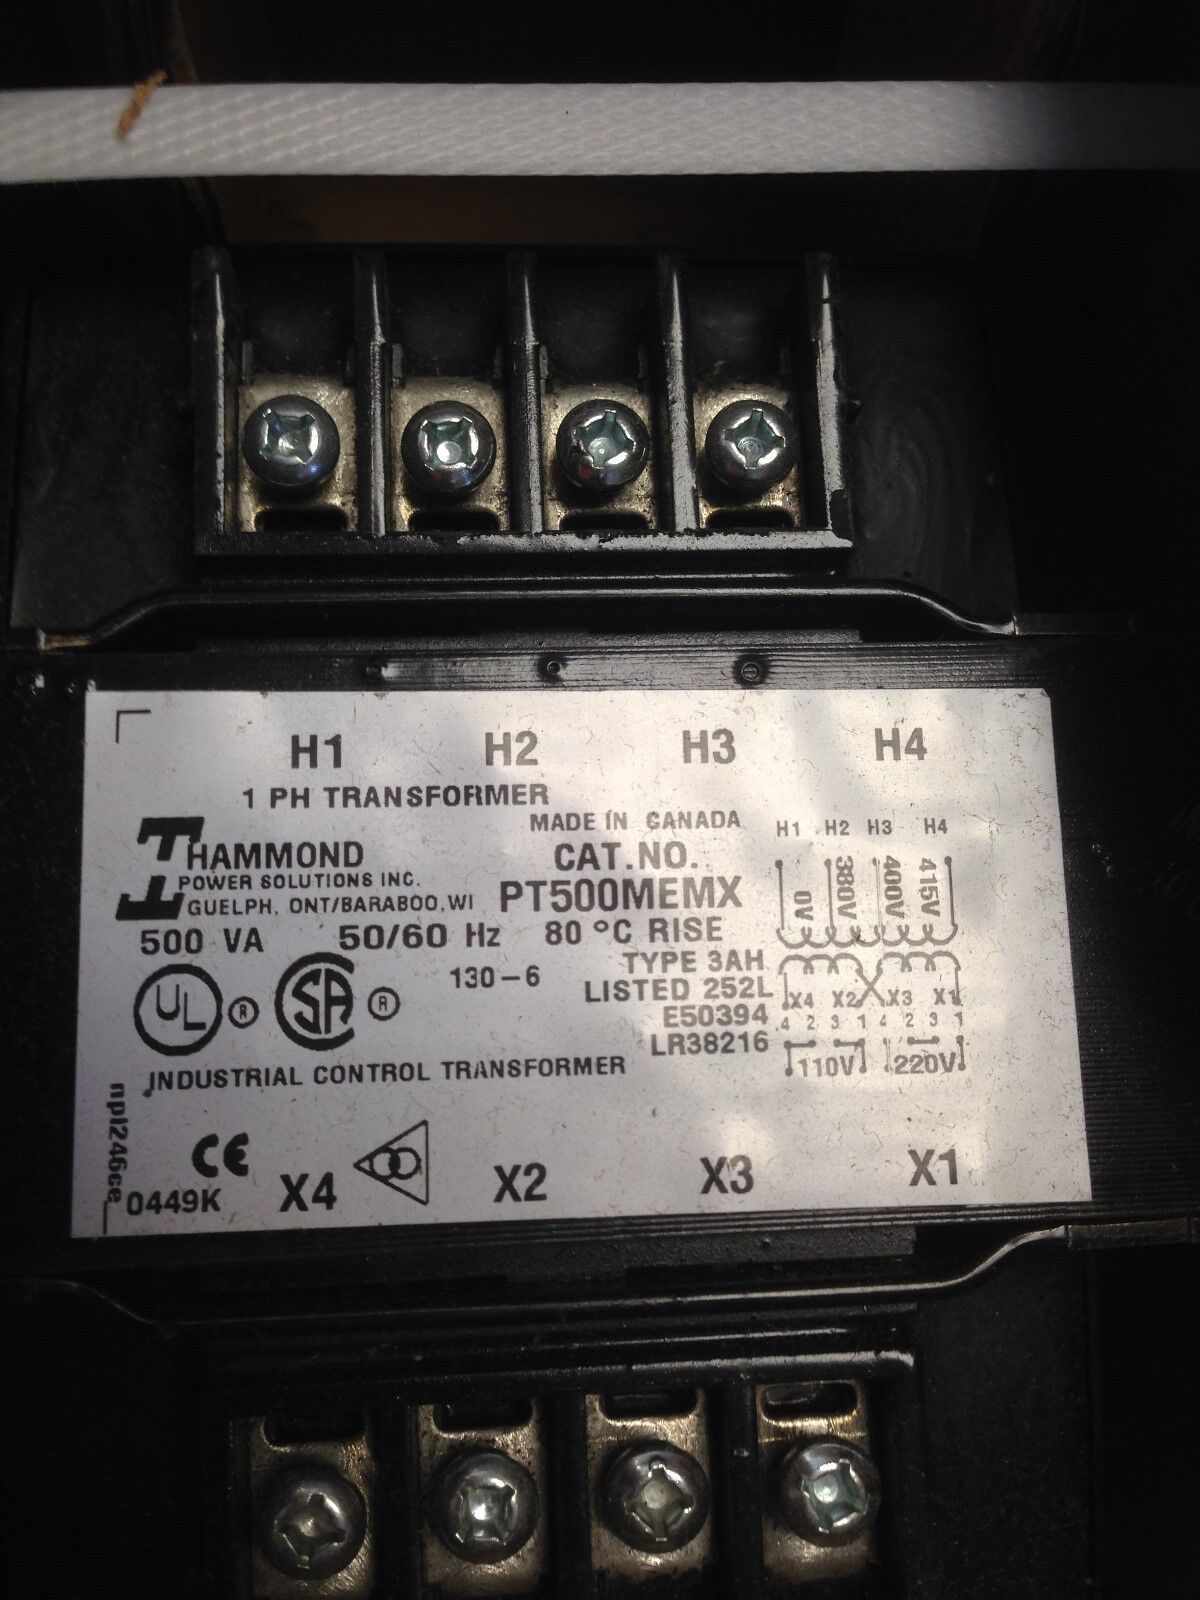 H1 H2 H3 H4
1 PH TRANSFORMER
MADE IN CANADA
HAMMOND
POWER SOLUTIONS INC.
GUELPH, ONT/BARABOO, WI
CAT.NO.
PT500MEMX
500 VA 50/60 Hz 80 °C RISE
UL ® SA ®
130-6
TYPE 3AH
LISTED 252L
E50394
LR38216
INDUSTRIAL CONTROL TRANSFORMER
H1 H2 H3 H4
0V 380V 400V 415V
X4 X2 X3 X1
4 2 3 1 4 2 3 1
110V 220V
npl246ce
CE
0449K
X4 X2 X3 X1